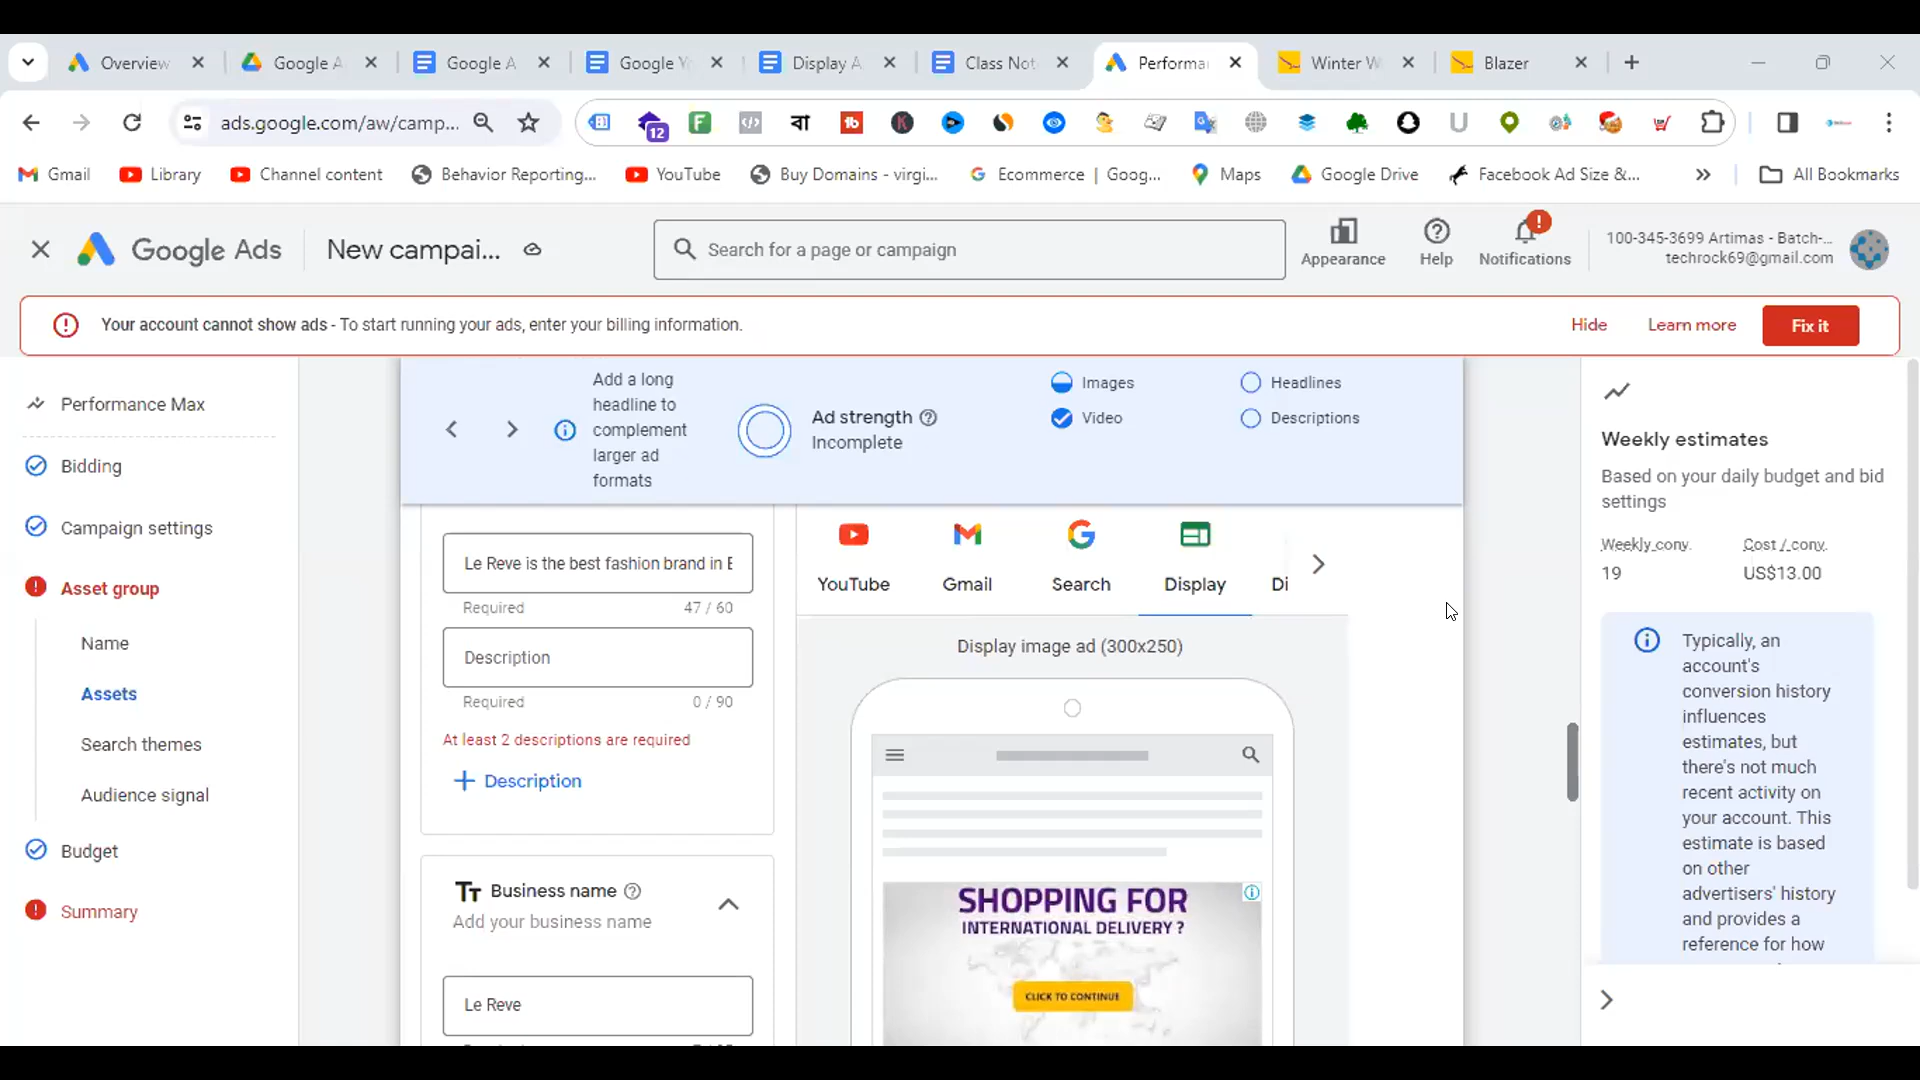 Overview
Google A
Google A
Google Y
Display A
Class Not
Performa
Winter W
Blazer
ads.google.com/aw/camp...
12
বা
Gmail
Library
Channel content
Behavior Reporting...
YouTube
Buy Domains - virgi...
Ecommerce | Goog...
Maps
Google Drive
Facebook Ad Size &...
All Bookmarks
Google Ads
New campai...
Search for a page or campaign
Appearance
Help
Notifications
100-345-3699 Artimas - Batch-...
techrock69@gmail.com
Your account cannot show ads - To start running your ads, enter your billing information.
Hide
Learn more
Fix it
Performance Max
Bidding
Campaign settings
Asset group
Name
Assets
Search themes
Audience signal
Budget
Summary
Add a long
headline to
complement
larger ad
formats
Ad strength
Incomplete
Images
Video
Headlines
Descriptions
Le Reve is the best fashion brand in
Required
47 / 60
Description
Required
0 / 90
At least 2 descriptions are required
Description
Business name
Add your business name
Le Reve
YouTube
Gmail
Search
Display
Di
Display image ad (300x250)
SHOPPING FOR
INTERNATIONAL DELIVERY ?
CLICK TO CONTINUE
Weekly estimates
Based on your daily budget and bid
settings
Weekly conv.
Cost / conv.
19
US$13.00
Typically, an
account's
conversion history
influences
estimates, but
there's not much
recent activity on
your account. This
estimate is based
on other
advertisers' history
and provides a
reference for how